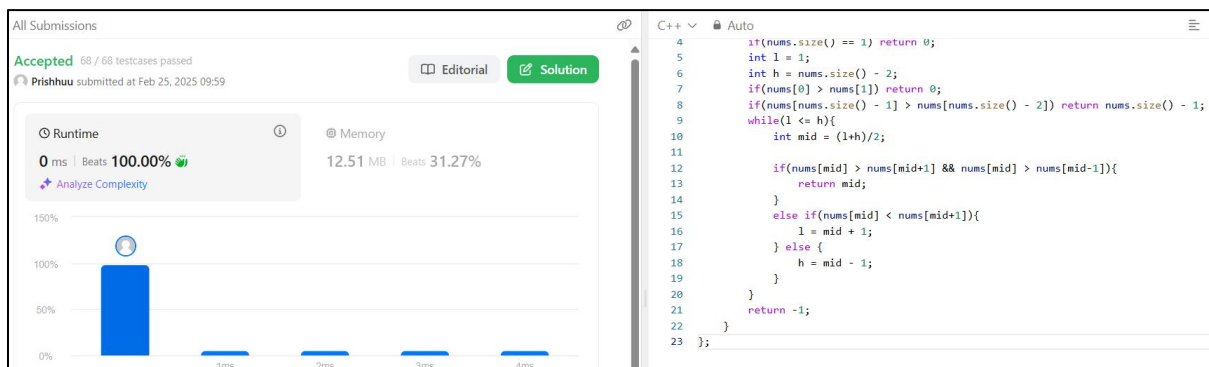 All Submissions
Accepted 68 / 68 testcases passed
Prishhuu submitted at Feb 25, 2025 09:59
Editorial
Solution
Runtime
0 ms | Beats 100.00%
Analyze Complexity
Memory
12.51 MB | Beats 31.27%
150%
100%
50%
0%
1ms 2ms 3ms 4ms
C++ Auto
4 if(nums.size() == 1) return 0;
5 int l = 1;
6 int h = nums.size() - 2;
7 if(nums[0] > nums[1]) return 0;
8 if(nums[nums.size() - 1] > nums[nums.size() - 2]) return nums.size() - 1;
9 while(l <= h){
10 int mid = (l+h)/2;
11
12 if(nums[mid] > nums[mid+1] && nums[mid] > nums[mid-1]){
13 return mid;
14 }
15 else if(nums[mid] < nums[mid+1]){
16 l = mid + 1;
17 } else {
18 h = mid - 1;
19 }
20 }
21 return -1;
22 }
23 };